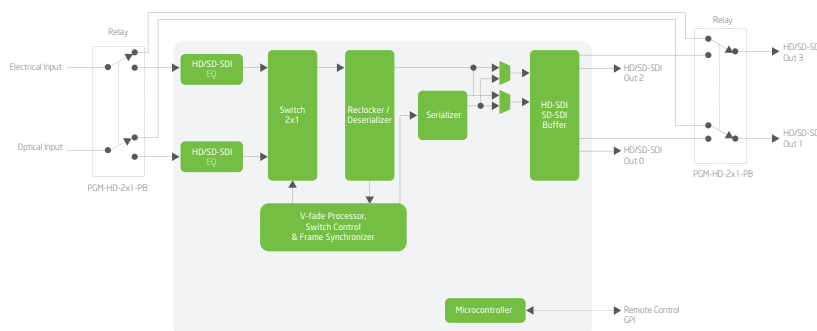 Relay
Electrical Input
Optical Input
PGM-HD-2x1-PB
HD/SD-SDI
EQ
HD/SD-SDI
EQ
Switch
2x1
Reclocker /
Deserializer
Serializer
HD-SDI
SD-SDI
Buffer
V-fade Processor,
Switch Control
& Frame Synchronizer
Microcontroller
HD/SD-SDI
Out 2
HD/SD-SDI
Out 0
Remote Control
GPI
Relay
PGM-HD-2x1-PB
HD/SD-SD
Out 3
HD/SD-SD
Out 1